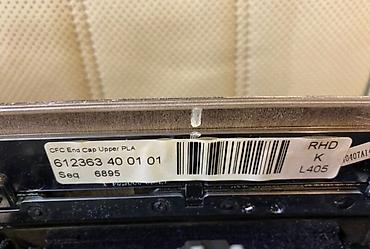 CFC End Cap Upper PLA
612363 40 01 01
Seq 6895
RHD
K
L405